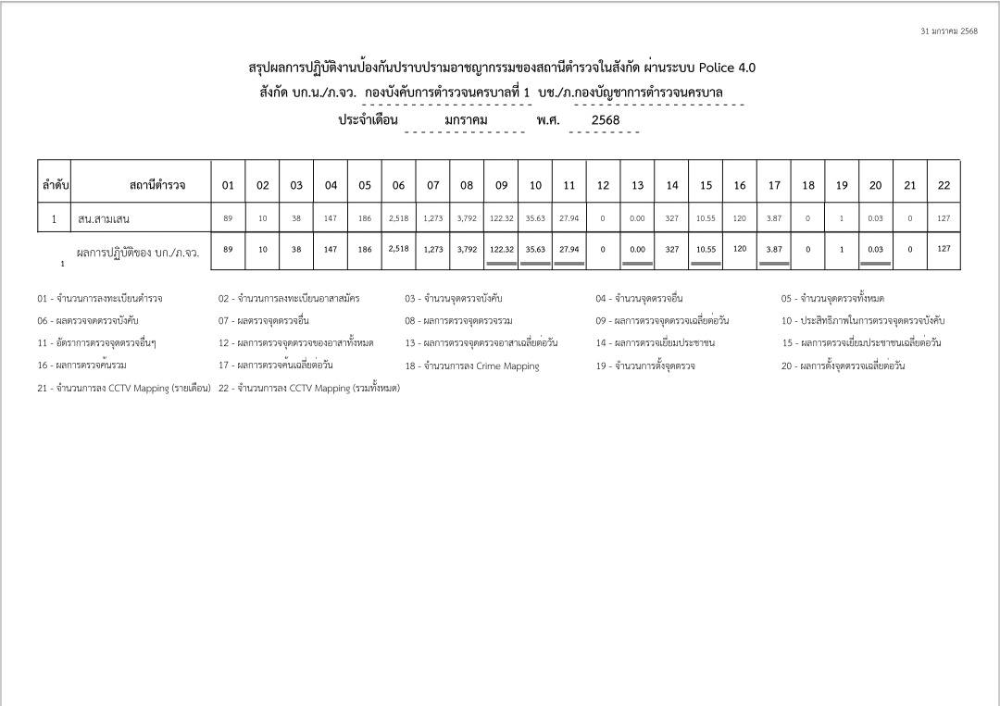 31 มกราคม 2568
สรุปผลการปฏิบัติงานป้องกันปราบปรามอาชญากรรมของสถานีตำรวจในสังกัด ผ่านระบบ Police 4.0
สังกัด บก.น./ภ.จว. กองบังคับการตำรวจนครบาลที่ 1 บช./ภ.กองบัญชาการตำรวจนครบาล
ประจำเดือน มกราคม พ.ศ. 2568
ลำดับ สถานีตำรวจ 01 02 03 04 05 06 07 08 09 10 11 12 13 14 15 16 17 18 19 20 21 22
1 สน.สามเสน 89 10 38 147 186 2,518 1,273 3,792 122.32 35.63 27.94 0 0.00 327 10.55 120 3.87 0 1 0.03 0 127
1 ผลการปฏิบัติของ บก./ภ.จว. 89 10 38 147 186 2,518 1,273 3,792 122.32 35.63 27.94 0 0.00 327 10.55 120 3.87 0 1 0.03 0 127
01 - จำนวนการลงทะเบียนตำรวจ 02 - จำนวนการลงทะเบียนอาสาสมัคร 03 - จำนวนจุดตรวจบังคับ 04 - จำนวนจุดตรวจอื่น 05 - จำนวนจุดตรวจทั้งหมด
06 - ผลตรวจจดตรวจบังคับ 07 - ผลตรวจจุดตรวจอื่น 08 - ผลการตรวจจุดตรวจรวม 09 - ผลการตรวจจุดตรวจเฉลี่ยต่อวัน 10 - ประสิทธิภาพในการตรวจจุดตรวจบังคับ
11 - อัตราการตรวจจุดตรวจอื่นๆ 12 - ผลการตรวจจุดตรวจของอาสาทั้งหมด 13 - ผลการตรวจจุดตรวจอาสาเฉลี่ยต่อวัน 14 - ผลการตรวจเยี่ยมประชาชน 15 - ผลการตรวจเยี่ยมประชาชนเฉลี่ยต่อวัน
16 - ผลการตรวจค้นรวม 17 - ผลการตรวจค้นเฉลี่ยต่อวัน 18 - จำนวนการลง Crime Mapping 19 - จำนวนการตั้งจุดตรวจ 20 - ผลการตั้งจุดตรวจเฉลี่ยต่อวัน
21 - จำนวนการลง CCTV Mapping (รายเดือน) 22 - จำนวนการลง CCTV Mapping (รวมทั้งหมด)